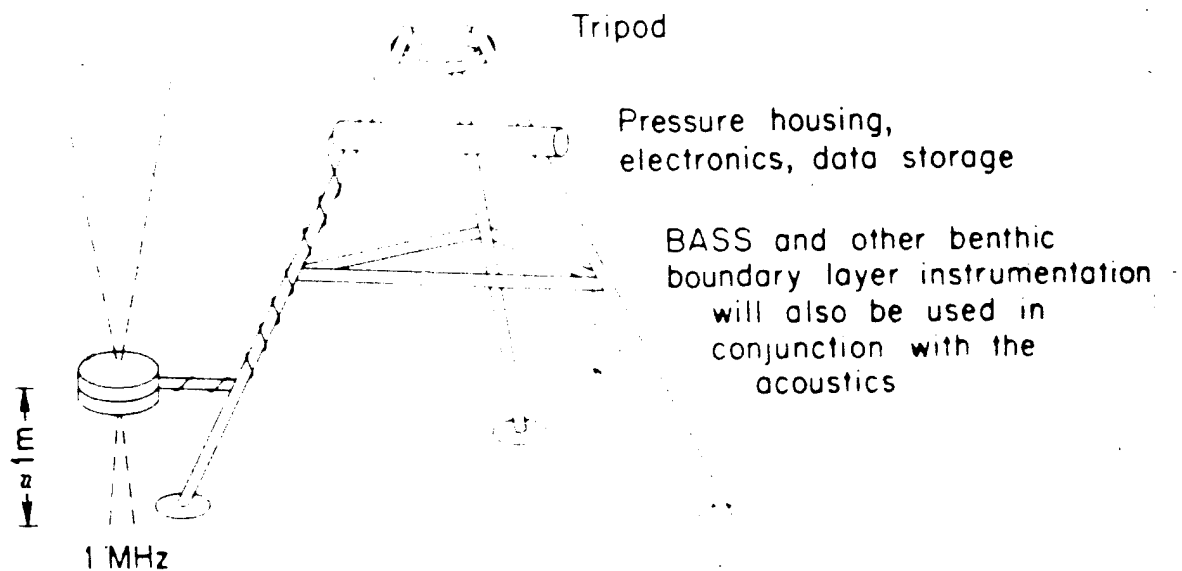 Tripod
Pressure housing,
electronics, data storage
BASS and other benthic
boundary layer instrumentation
will also be used in
conjunction with the
acoustics
≈1m
1 MHz